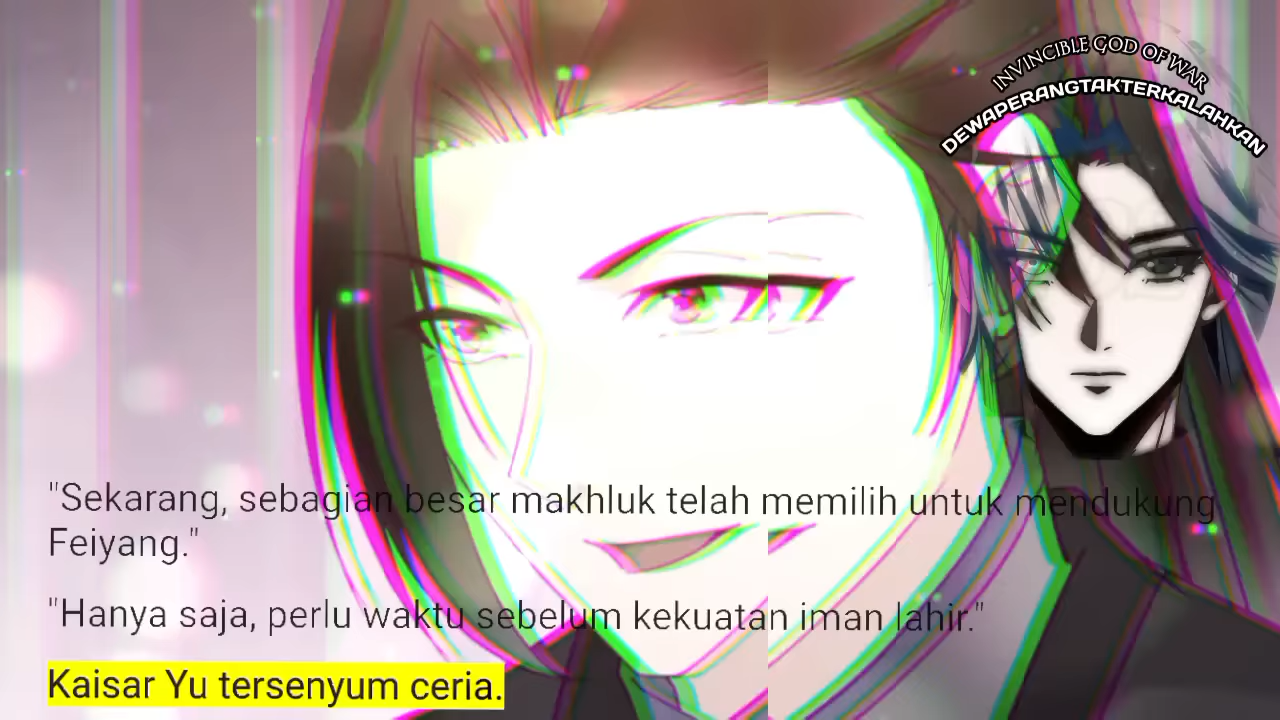 INVINCIBLE GOD OF WAR
DEWAPERANGTAKTERKALAHKAN
"Sekarang, sebagian besar makhluk telah memilih untuk mendukung
Feiyang."
"Hanya saja, perlu waktu sebelum kekuatan iman lahir."
Kaisar Yu tersenyum ceria.